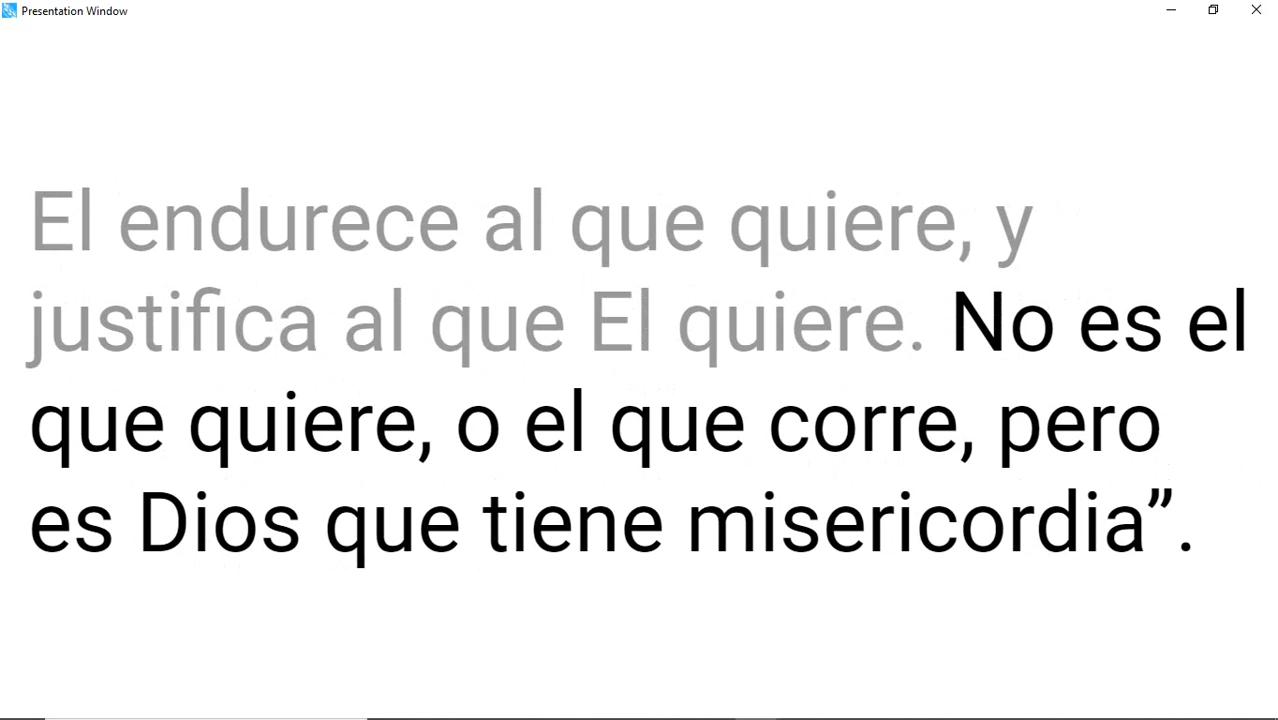 Presentation Window
El endurece al que quiere, y
justifica al que El quiere. No es el
que quiere, o el que corre, pero
es Dios que tiene misericordia”.